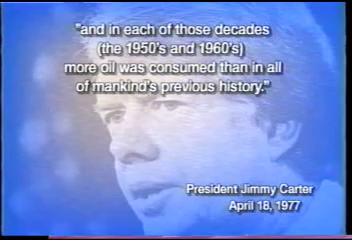 "and in each of those decades
(the 1950's and 1960's)
more oil was consumed than in all
of mankind's previous history."
President Jimmy Carter
April 18, 1977